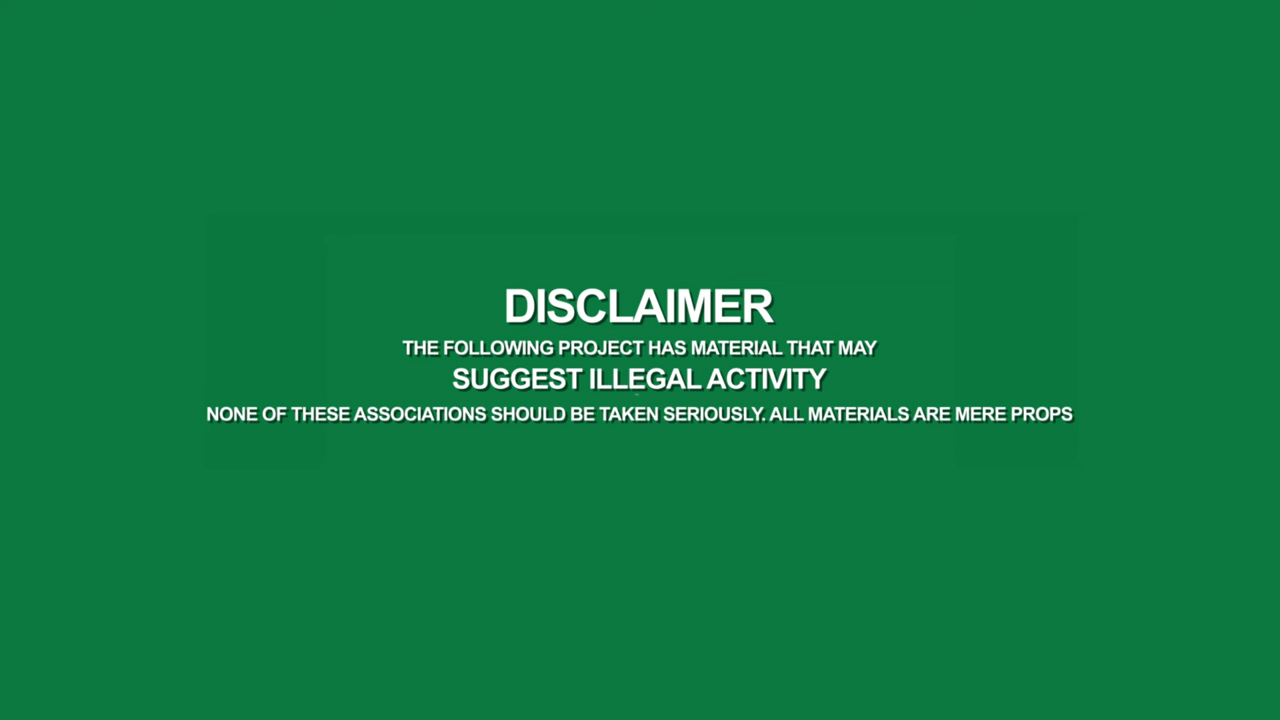 DISCLAIMER
THE FOLLOWING PROJECT HAS MATERIAL THAT MAY
SUGGEST ILLEGAL ACTIVITY
NONE OF THESE ASSOCIATIONS SHOULD BE TAKEN SERIOUSLY. ALL MATERIALS ARE MERE PROPS